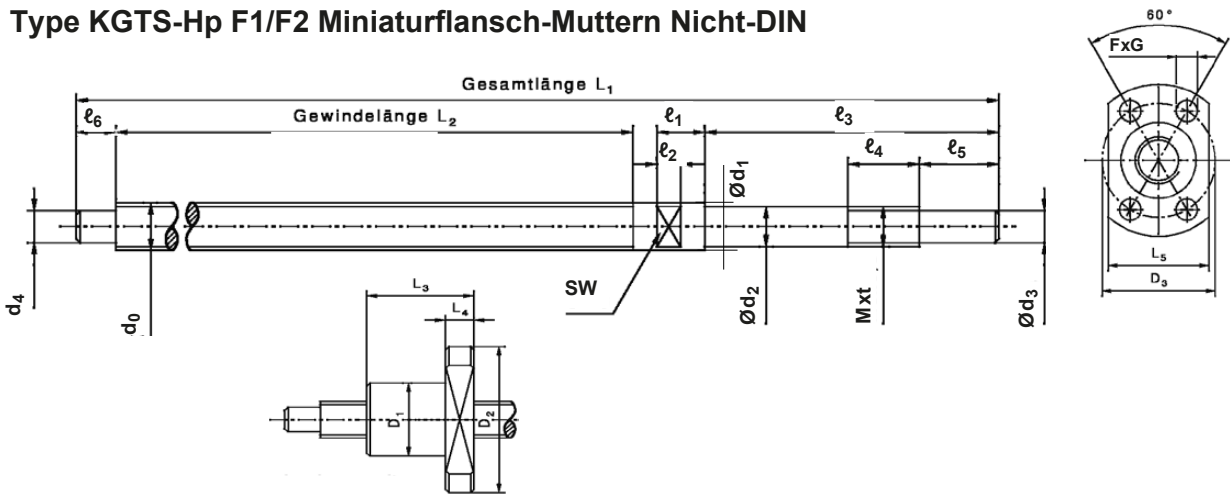 Type KGTS-Hp F1/F2 Miniaturflansch-Muttern Nicht-DIN
60°
FxG
Gesamtlänge L₁
ℓ₆
Gewindelänge L₂
ℓ₁
ℓ₃
ℓ₂
ℓ₄
ℓ₅
Ød₁
d₄
d₀
SW
Ød₂
Mxt
Ød₃
L₅
D₃
L₃
L₄
D₁
D₂